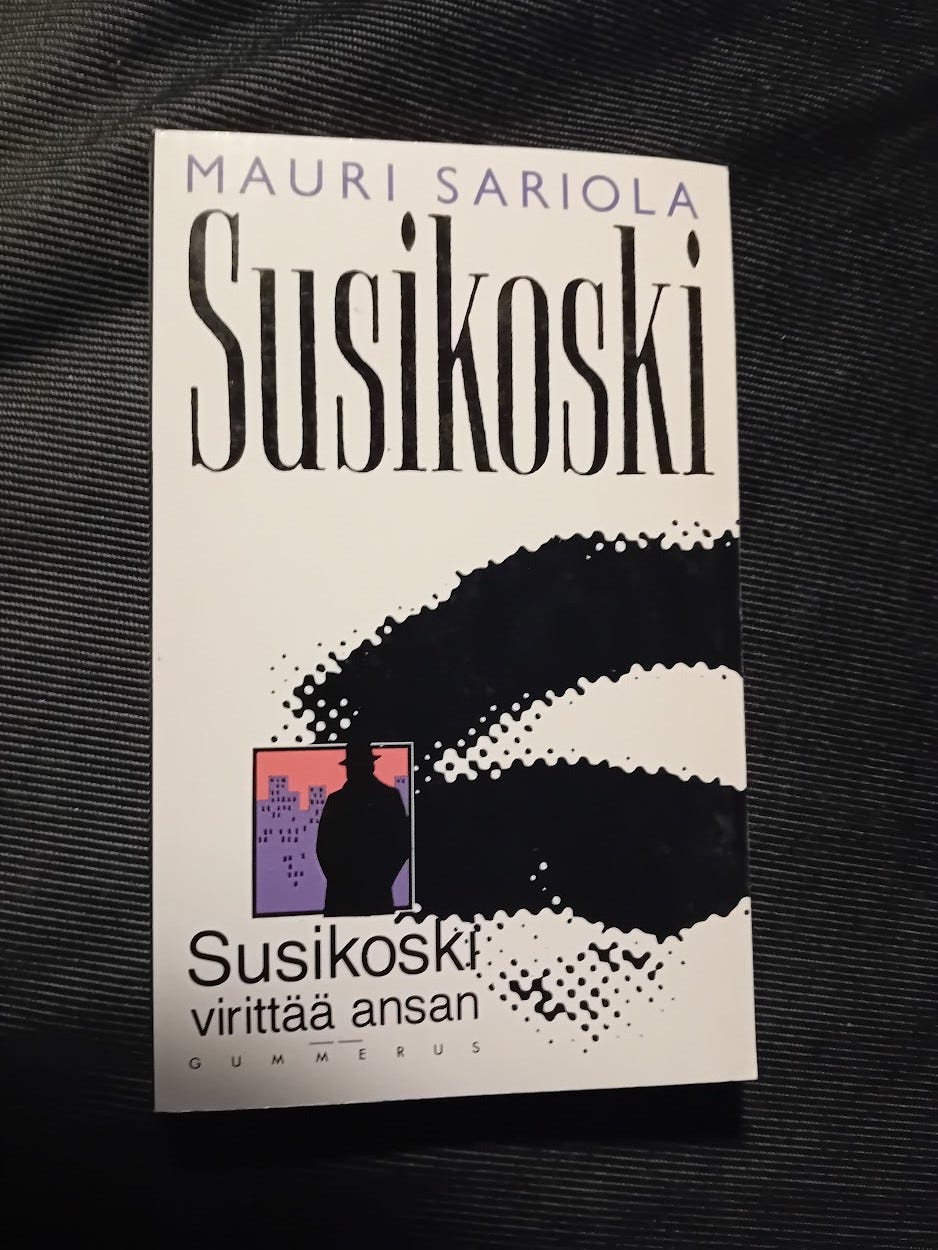 MAURI SARIOLA
Susikoski
Susikoski
virittää ansan
GUMMERUS